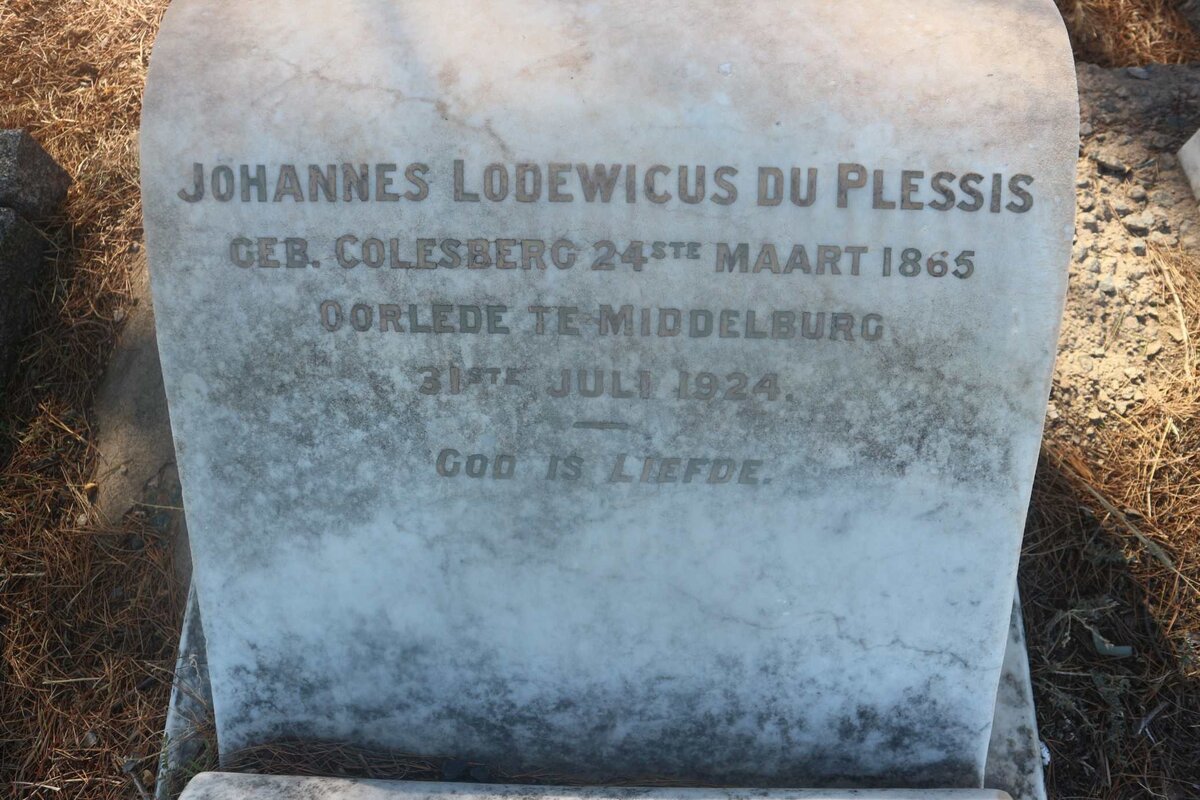 JOHANNES LODEWICUS DU PLESSIS
GEB. COLESBERG 24STE MAART 1865
OORLEDE TE MIDDELBURG
31STE JULI 1924.
GOD IS LIEFDE.